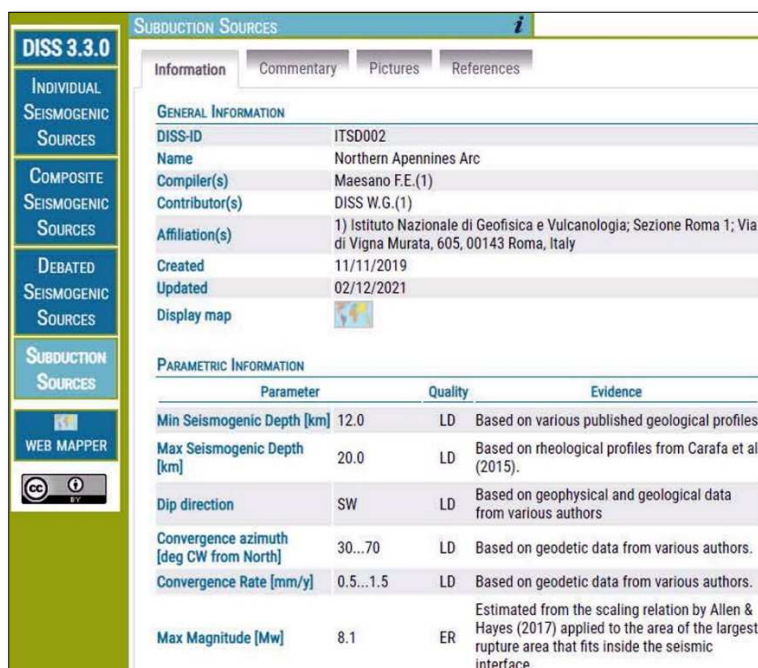 SUBDUCTION SOURCES
i
DISS 3.3.0
INDIVIDUAL
SEISMOGENIC
SOURCES
COMPOSITE
SEISMOGENIC
SOURCES
DEBATED
SEISMOGENIC
SOURCES
SUBDUCTION
SOURCES
WEB MAPPER
cc
BY
Information Commentary Pictures References
GENERAL INFORMATION
DISS-ID ITSD002
Name Northern Apennines Arc
Compiler(s) Maesano F.E.(1)
Contributor(s) DISS W.G.(1)
Affiliation(s) 1) Istituto Nazionale di Geofisica e Vulcanologia; Sezione Roma 1; Via
di Vigna Murata, 605, 00143 Roma, Italy
Created 11/11/2019
Updated 02/12/2021
Display map
PARAMETRIC INFORMATION
Parameter Quality Evidence
Min Seismogenic Depth [km] 12.0 LD Based on various published geological profiles
Max Seismogenic Depth
[km] 20.0 LD Based on rheological profiles from Carafa et al
(2015).
Dip direction SW LD Based on geophysical and geological data
from various authors
Convergence azimuth
[deg CW from North] 30...70 LD Based on geodetic data from various authors.
Convergence Rate [mm/y] 0.5...1.5 LD Based on geodetic data from various authors.
Max Magnitude [Mw] 8.1 ER Estimated from the scaling relation by Allen &
Hayes (2017) applied to the area of the largest
rupture area that fits inside the seismic
interface